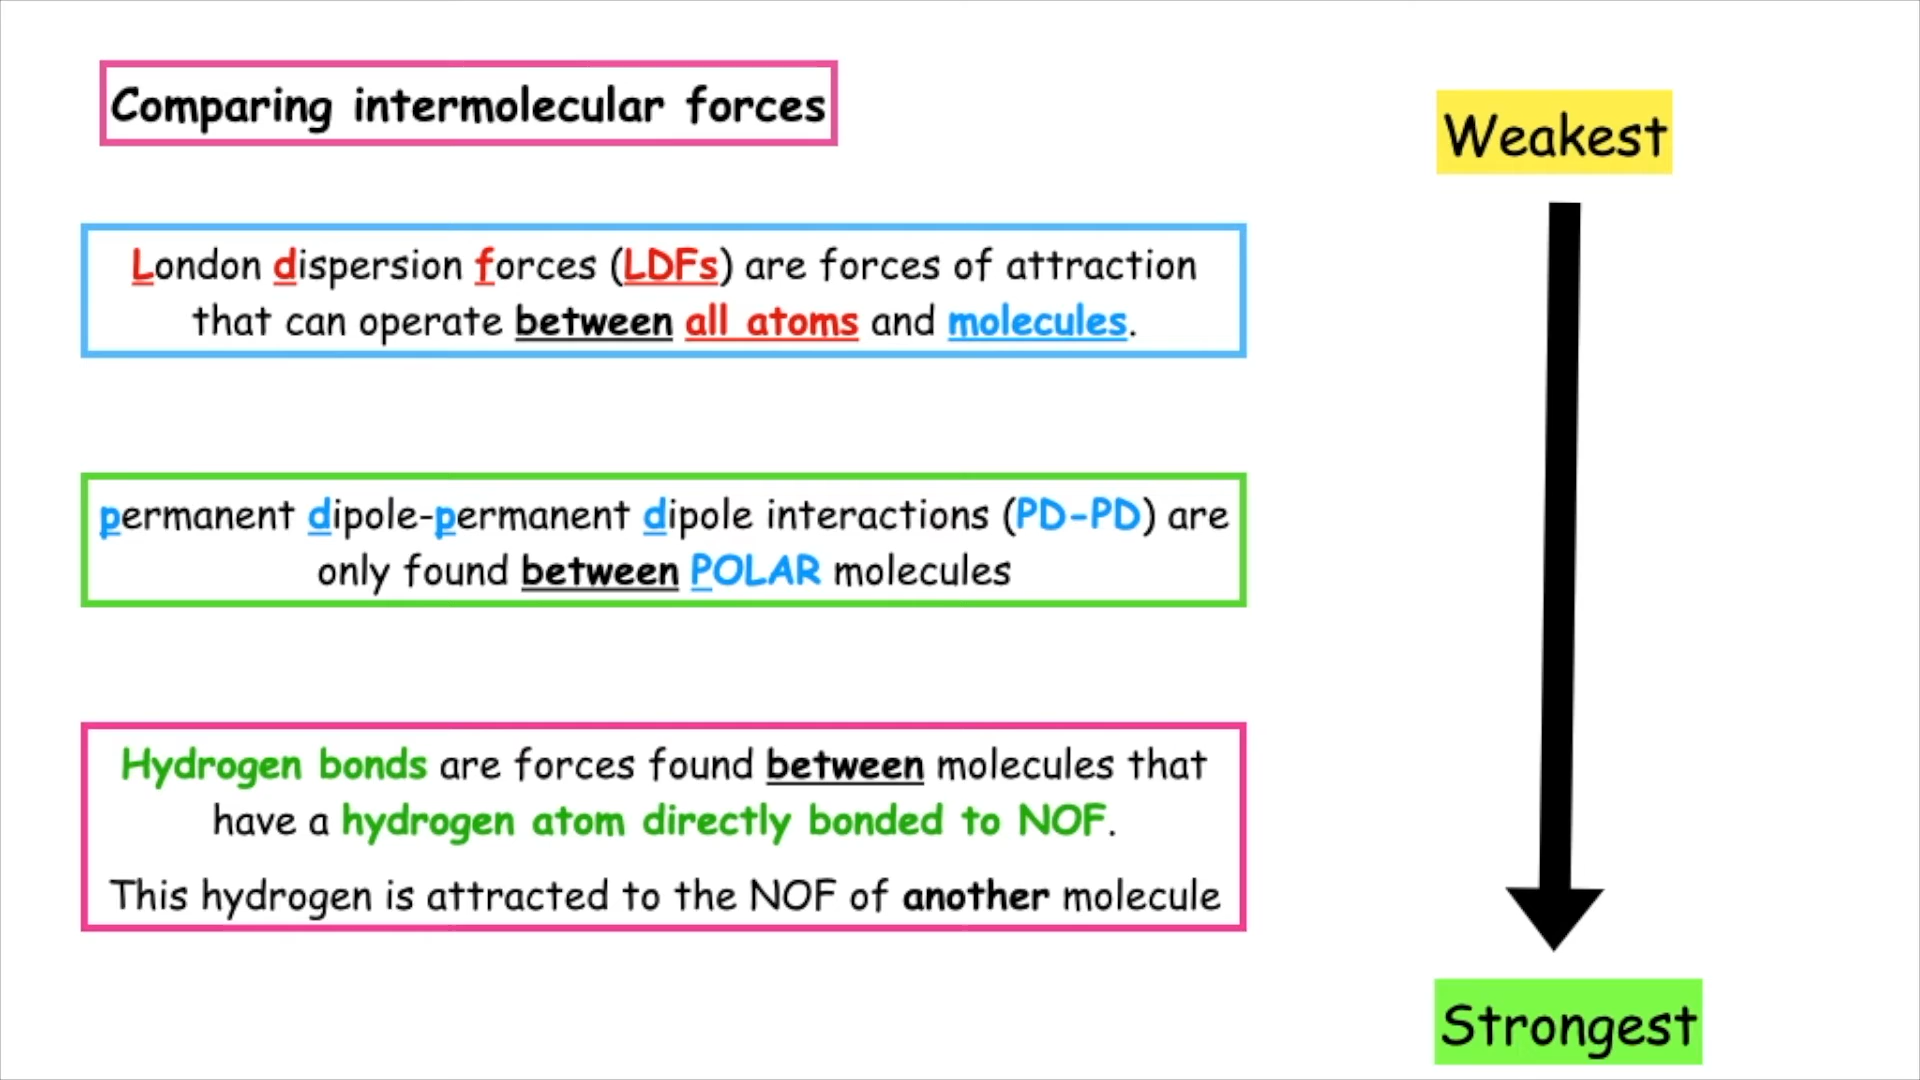 Comparing intermolecular forces
Weakest
London dispersion forces (LDFs) are forces of attraction
that can operate between all atoms and molecules.
permanent dipole-permanent dipole interactions (PD-PD) are
only found between POLAR molecules
Hydrogen bonds are forces found between molecules that
have a hydrogen atom directly bonded to NOF.
This hydrogen is attracted to the NOF of another molecule
Strongest